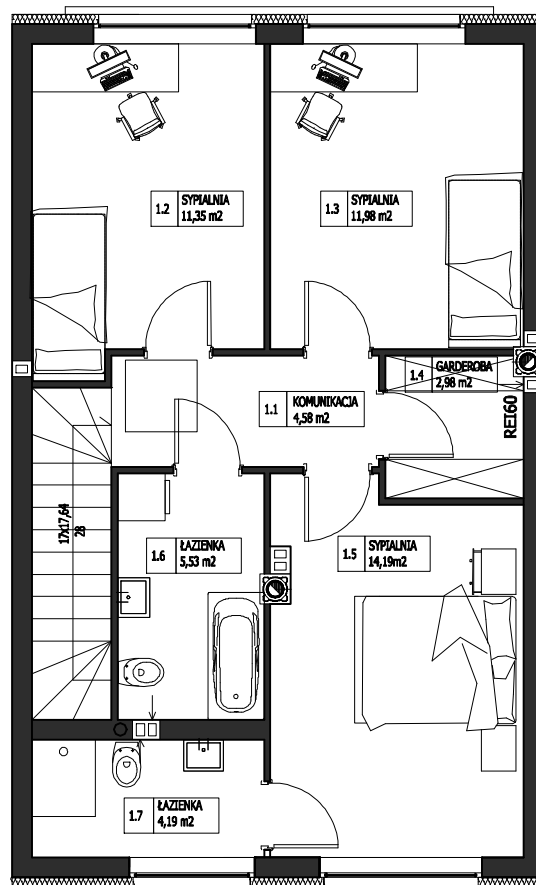 1.2 SYPIALNIA
11,35 m2
1.3 SYPIALNIA
11,98 m2
1.4 GARDEROBA
2,98 m2
REI60
1.1 KOMUNIKACJA
4,58 m2
17x17,64
28
1.6 ŁAZIENKA
5,53 m2
1.5 SYPIALNIA
14,19m2
1.7 ŁAZIENKA
4,19 m2